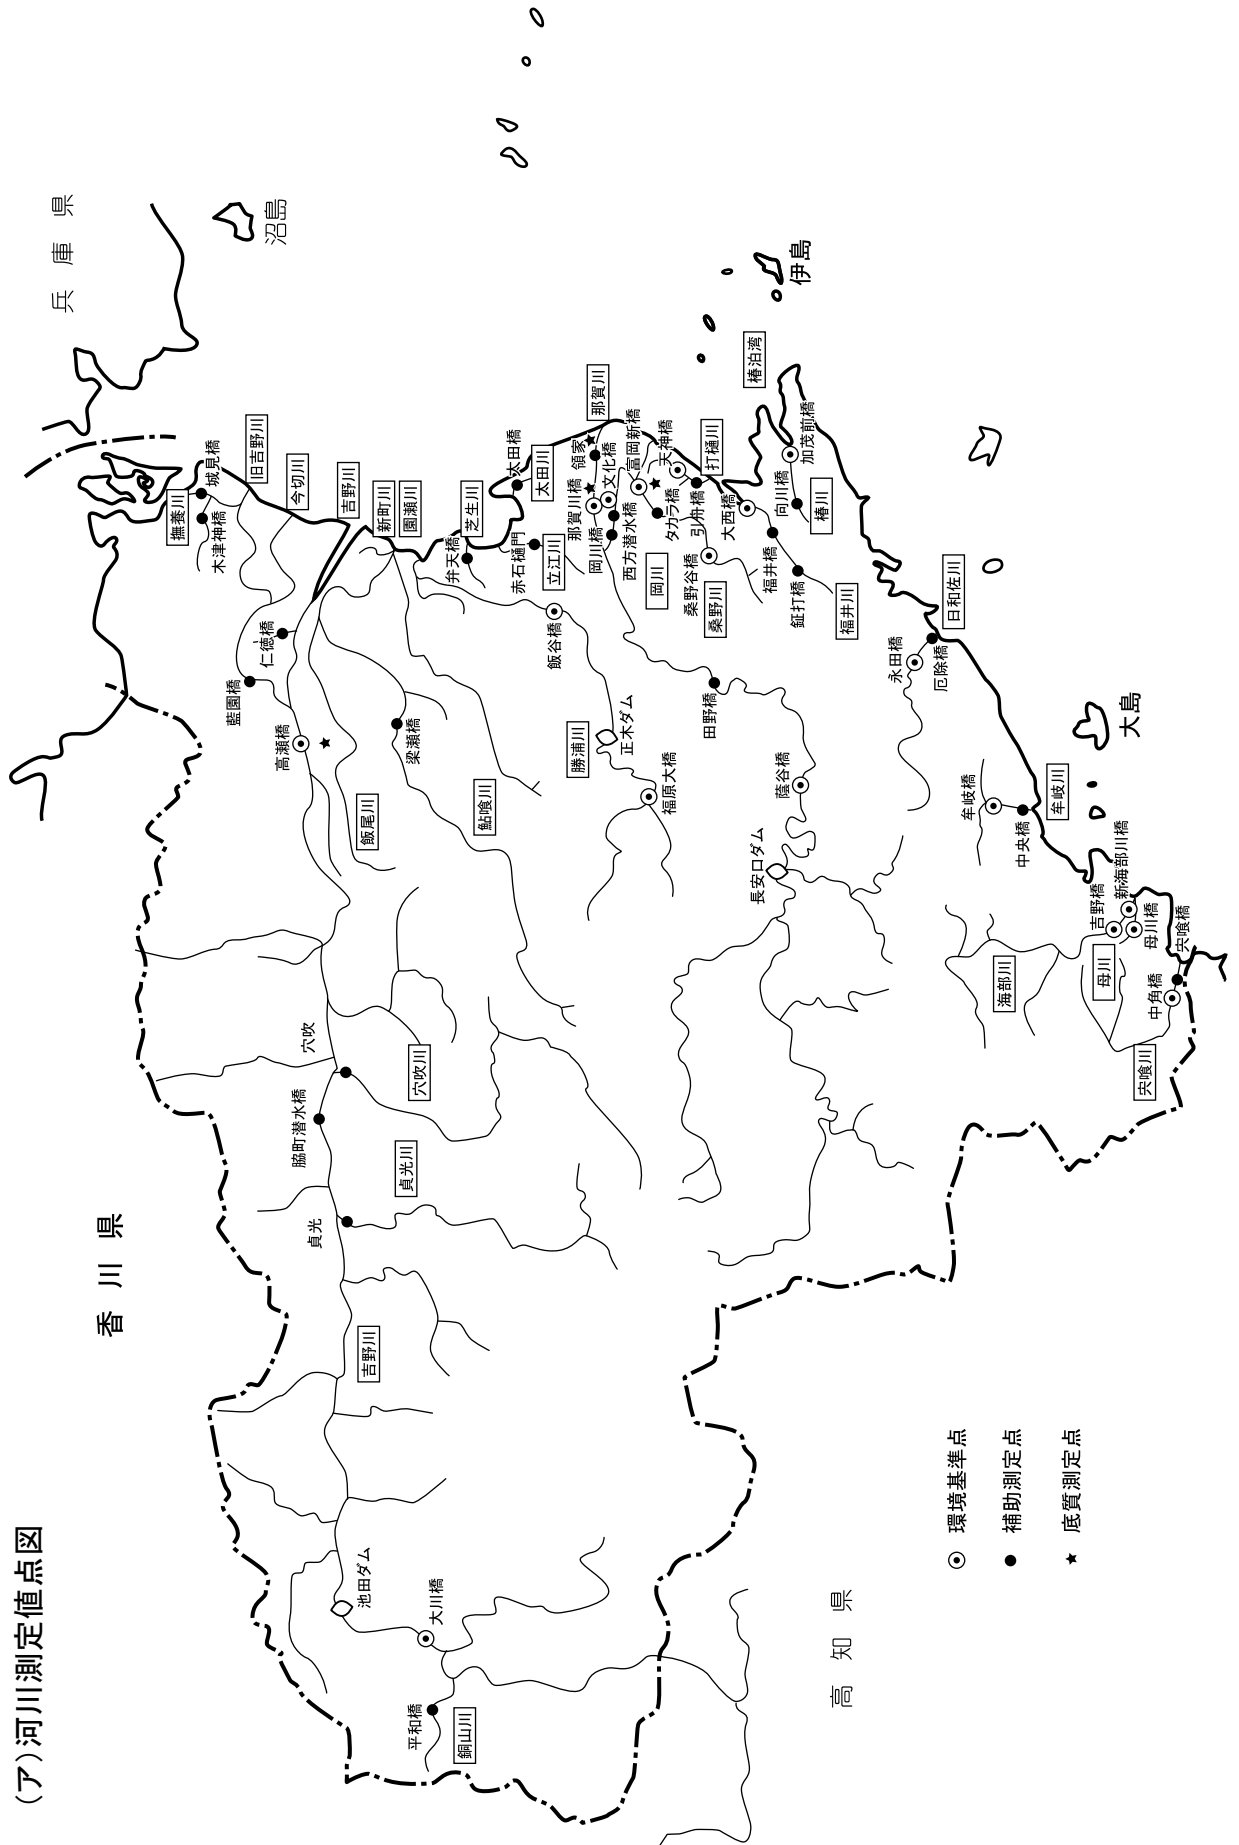 (ア)河川測定値点図
香川県
兵庫県
高知県
沼島
伊島
大島
撫養川
城見橋
木津神橋
旧吉野川
今切川
吉野川
新町川
園瀬川
芝生川
弁天橋
太田橋
太田川
赤石樋門
立江川
仁徳橋
藍園橋
高瀬橋
飯尾川
梁瀬橋
鮎喰川
飯谷橋
勝浦川
正木ダム
福原大橋
那賀川
領家
那賀川橋
文化橋
岡川橋
西方潜水橋
岡川
富岡新橋
天神橋
タカラ橋
引舟橋
打樋川
桑野谷橋
桑野川
大西橋
福井橋
鉦打橋
福井川
椿泊湾
加茂前橋
向川橋
椿川
田野橋
蔭谷橋
長安口ダム
永田橋
厄除橋
日和佐川
牟岐橋
中央橋
牟岐川
吉野橋
新海部川橋
母川橋
母川
海部川
宍喰橋
中角橋
宍喰川
穴吹
穴吹川
脇町潜水橋
貞光
貞光川
吉野川
池田ダム
大川橋
平和橋
銅山川
環境基準点
補助測定点
底質測定点